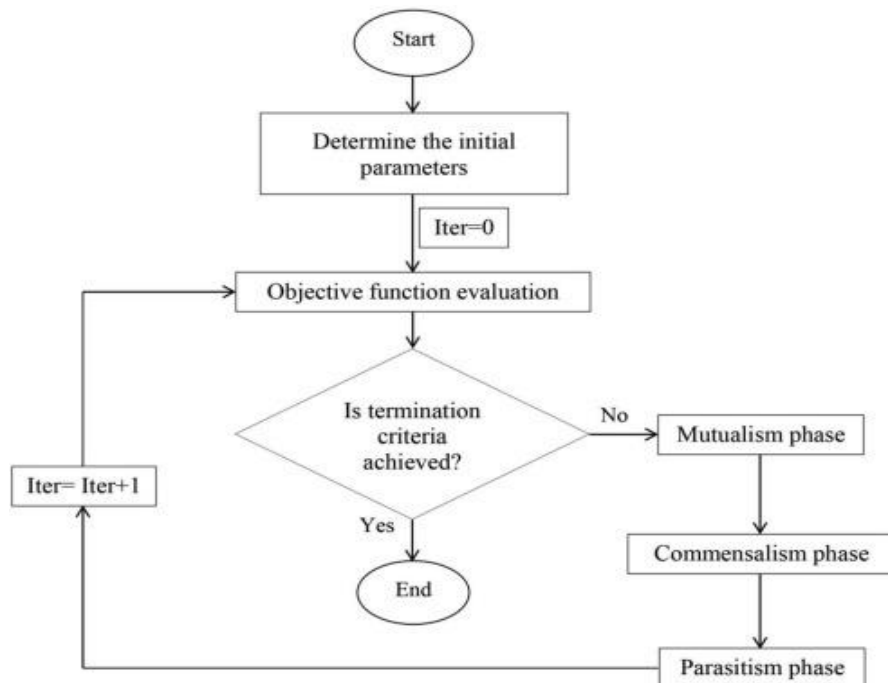 Start
Determine the initial
parameters
Iter=0
Objective function evaluation
Is termination
criteria
achieved?
No
Mutualism phase
Iter= Iter+1
Yes
Commensalism phase
End
Parasitism phase